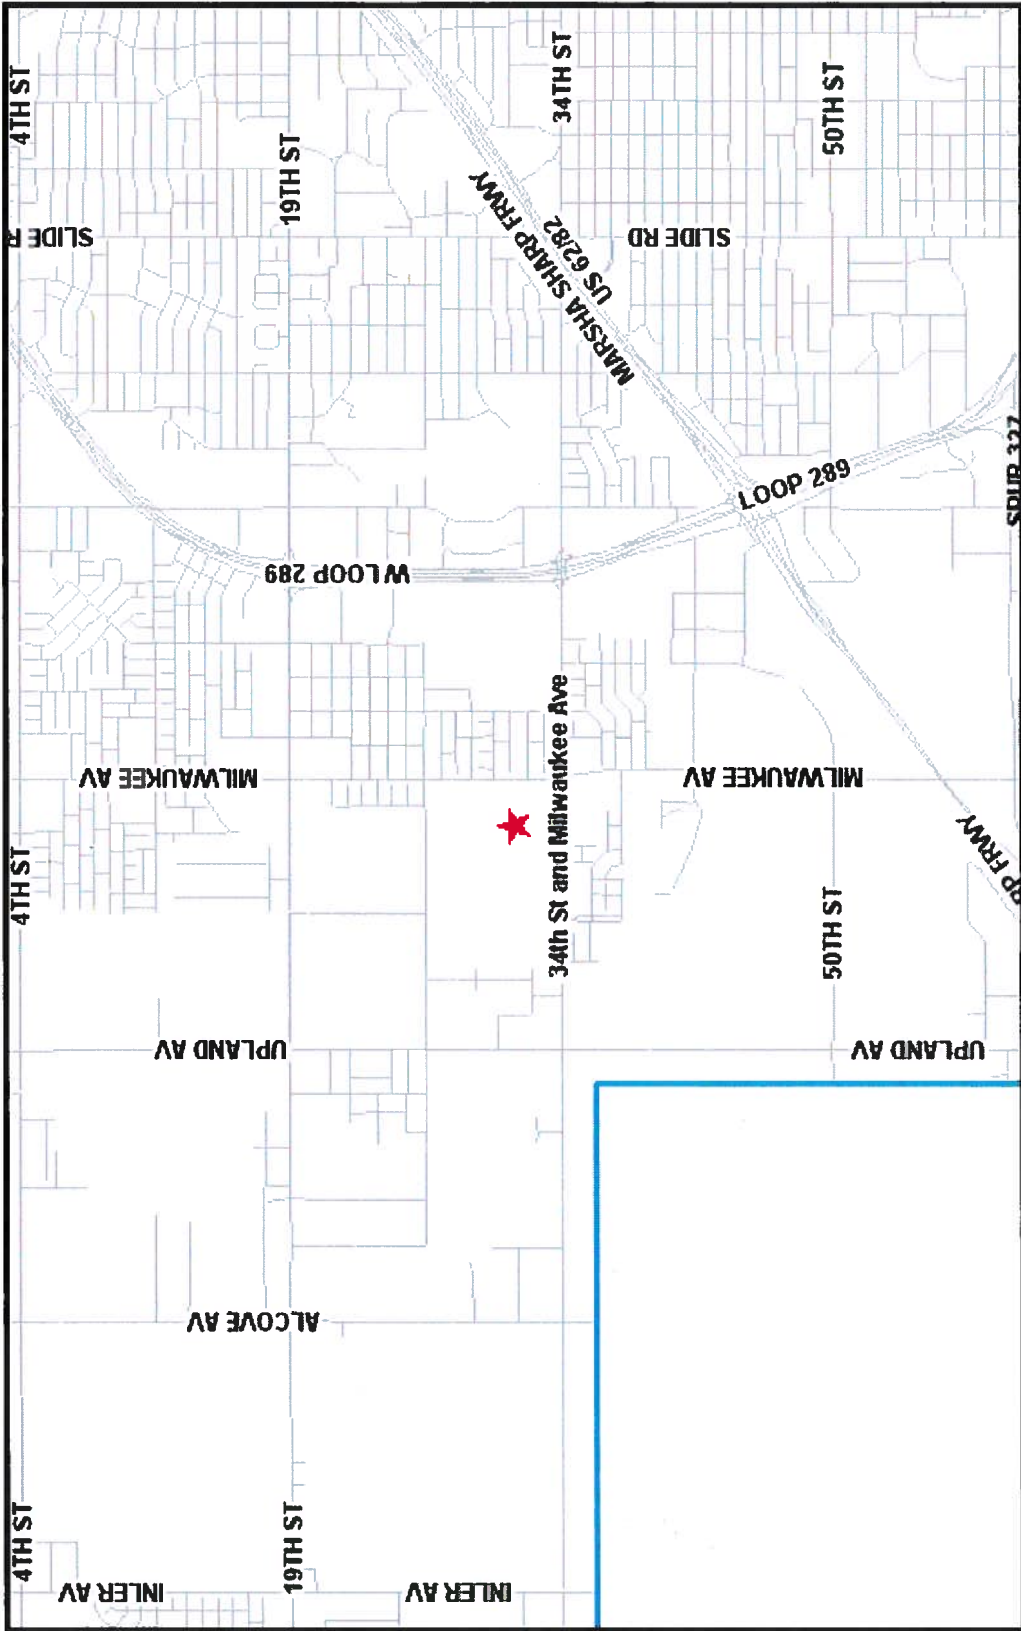 4TH ST
19TH ST
34TH ST
50TH ST
SLIDE R
SLIDE RD
MARSHA SHARP FRWY
US 62/82
LOOP 289
SPUR 327
W LOOP 289
MILWAUKEE AV
34th St and Milwaukee Ave
MILWAUKEE AV
4TH ST
50TH ST
RP FRWY
UPLAND AV
UPLAND AV
ALCOVE AV
4TH ST
19TH ST
INLER AV
INLER AV